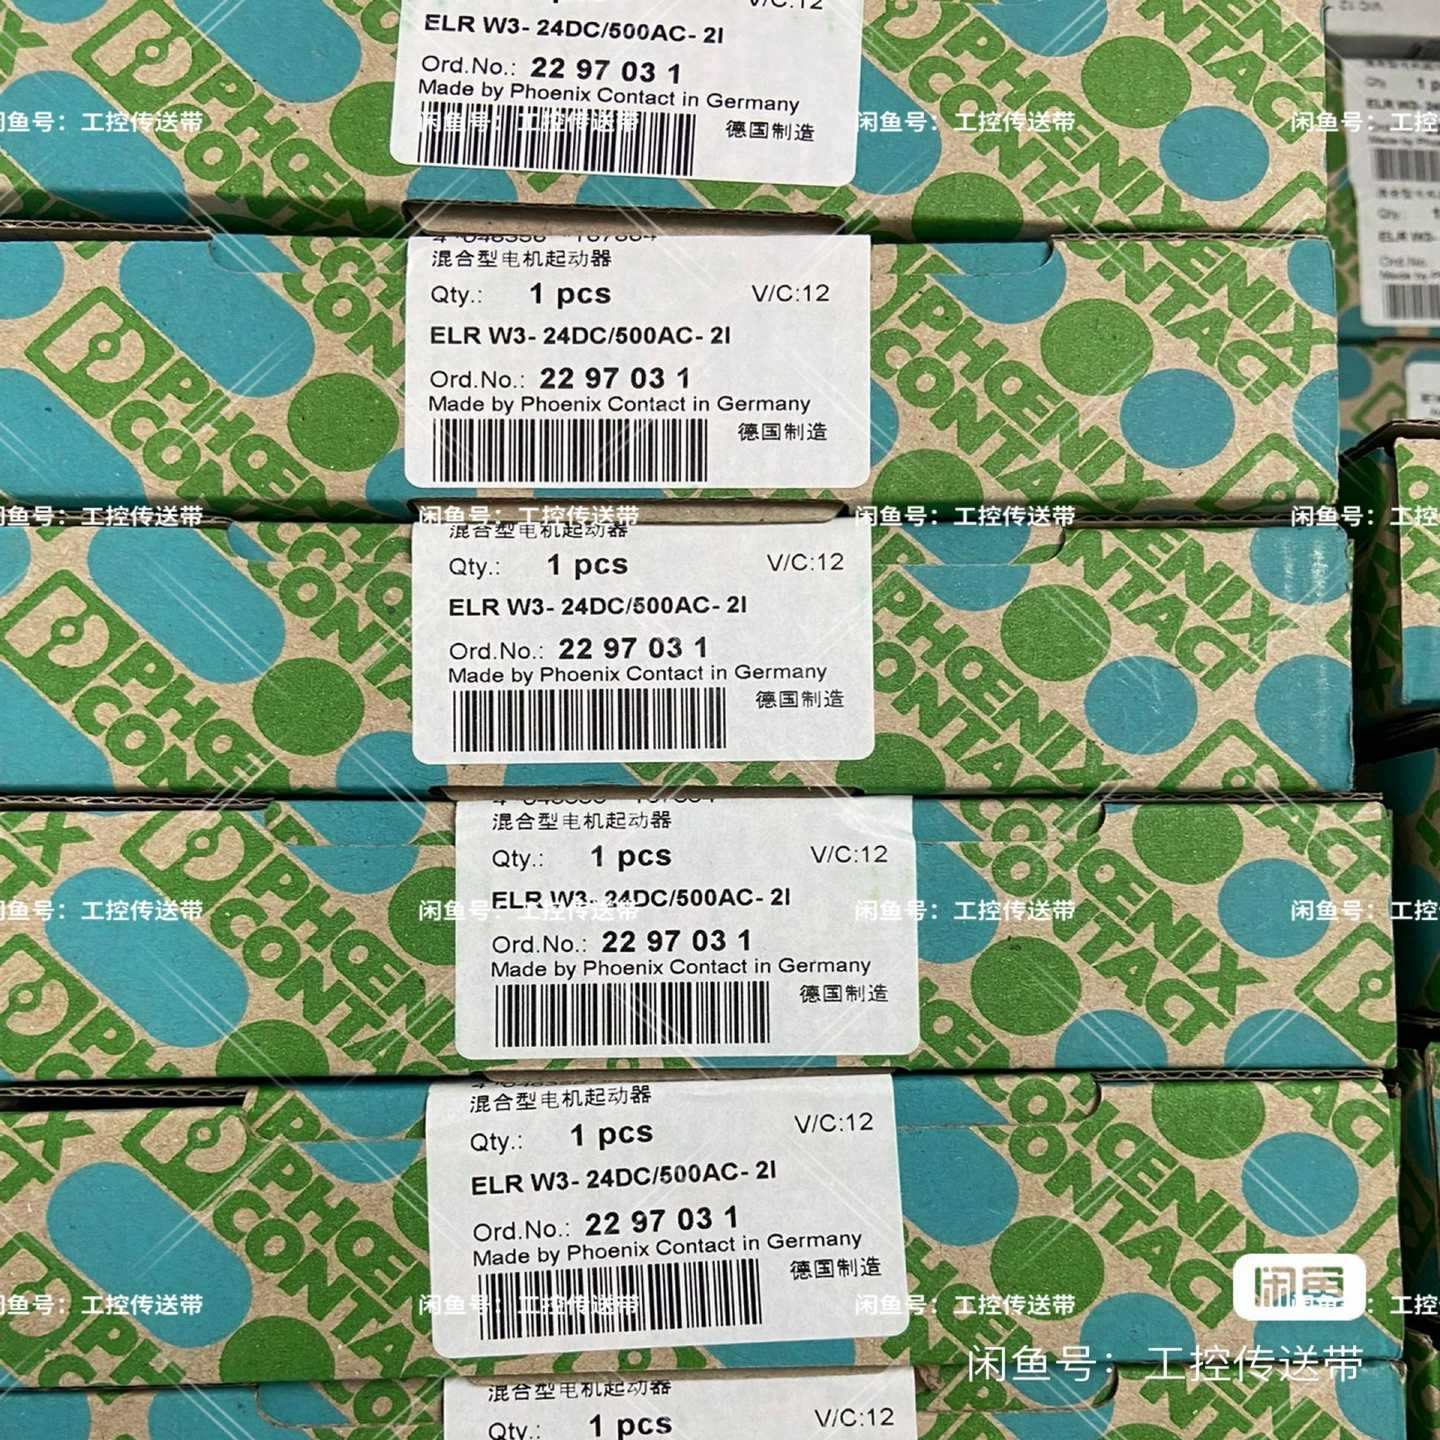 V/C:12
ELR W3- 24DC/500AC- 2I
Ord.No.: 22 97 03 1
Made by Phoenix Contact in Germany
德国制造
混合型电机起动器
Qty.: 1 pcs V/C:12
ELR W3- 24DC/500AC- 2I
Ord.No.: 22 97 03 1
Made by Phoenix Contact in Germany
德国制造
混合型电机起动器
Qty.: 1 pcs V/C:12
ELR W3- 24DC/500AC- 2I
Ord.No.: 22 97 03 1
Made by Phoenix Contact in Germany
德国制造
混合型电机起动器
Qty.: 1 pcs V/C:12
ELR W3- 24DC/500AC- 2I
Ord.No.: 22 97 03 1
Made by Phoenix Contact in Germany
德国制造
混合型电机起动器
Qty.: 1 pcs V/C:12
ELR W3- 24DC/500AC- 2I
Ord.No.: 22 97 03 1
Made by Phoenix Contact in Germany
德国制造
混合型电机起动器
Qty.: 1 pcs V/C:12
PHŒNIX
CONTACT
闲鱼
闲鱼号：工控传送带